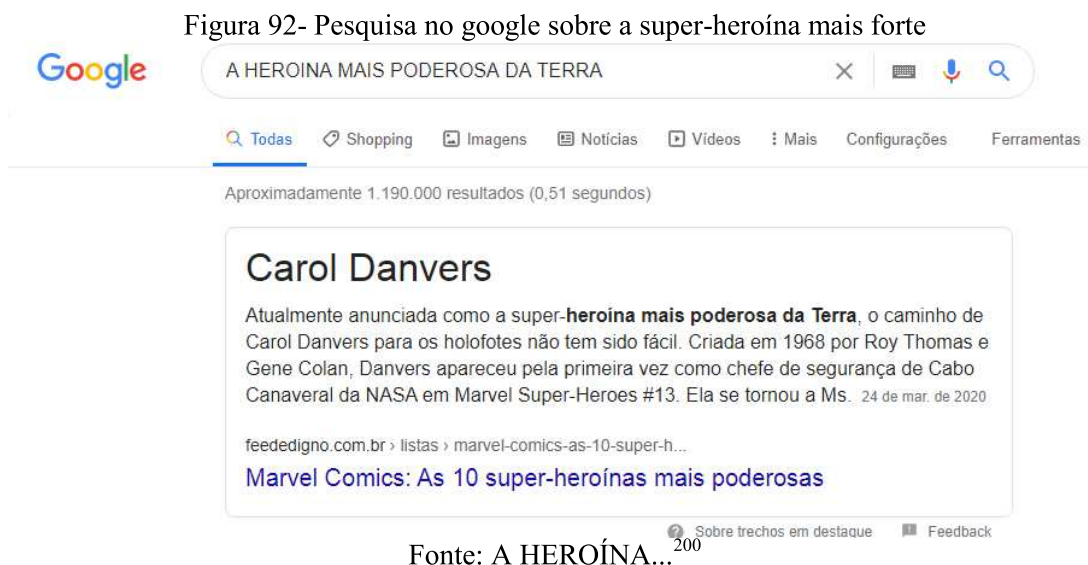 Figura 92- Pesquisa no google sobre a super-heroína mais forte
Google
A HEROINA MAIS PODEROSA DA TERRA
Todas Shopping Imagens Notícias Vídeos Mais Configurações Ferramentas
Aproximadamente 1.190.000 resultados (0,51 segundos)
Carol Danvers
Atualmente anunciada como a super-heroína mais poderosa da Terra, o caminho de
Carol Danvers para os holofotes não tem sido fácil. Criada em 1968 por Roy Thomas e
Gene Colan, Danvers apareceu pela primeira vez como chefe de segurança de Cabo
Canaveral da NASA em Marvel Super-Heroes #13. Ela se tornou a Ms. 24 de mar. de 2020
feededigno.com.br › listas › marvel-comics-as-10-super-h...
Marvel Comics: As 10 super-heroínas mais poderosas
Sobre trechos em destaque Feedback
Fonte: A HEROÍNA...200